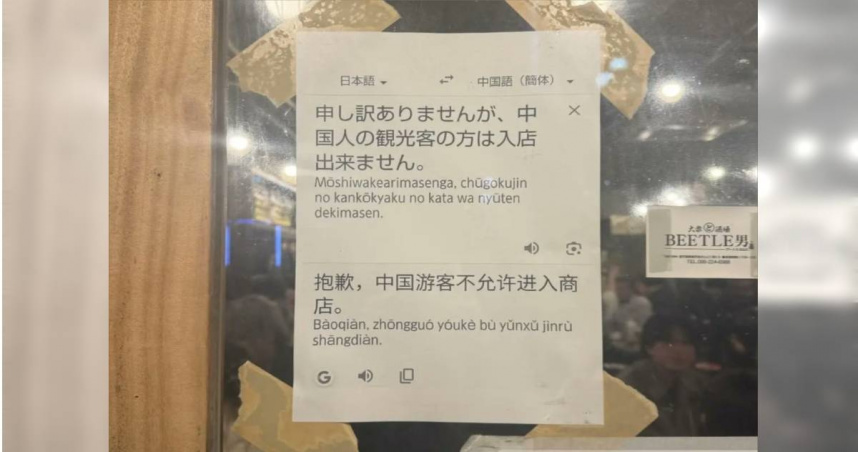 日本語
中国語（簡体）
申し訳ありませんが、中
国人の観光客の方は入店
出来ません。
Mōshiwakearimasenga, chūgokujin
no kankōkyaku no kata wa nyūten
dekimasen.
抱歉，中国游客不允许进入商
店。
Bàoqiàn, zhōngguó yóukè bù yǔnxǔ jìnrù
shāngdiàn.
G
BEETLE男